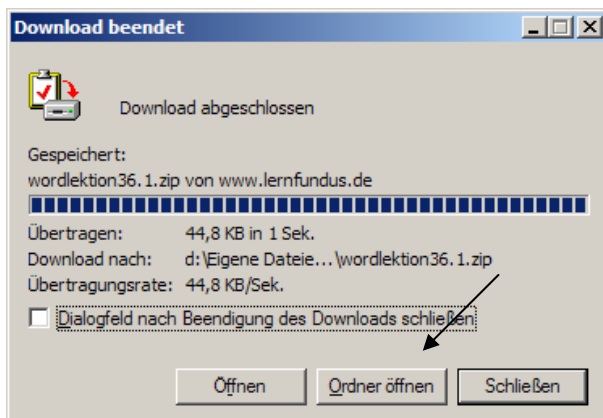 Download beendet
Download abgeschlossen
Gespeichert:
wordlektion36.1.zip von www.lernfundus.de
Übertragen: 44,8 KB in 1 Sek.
Download nach: d:\Eigene Dateie...\wordlektion36.1.zip
Übertragungsrate: 44,8 KB/Sek.
Dialogfeld nach Beendigung des Downloads schließen
Öffnen Ordner öffnen Schließen